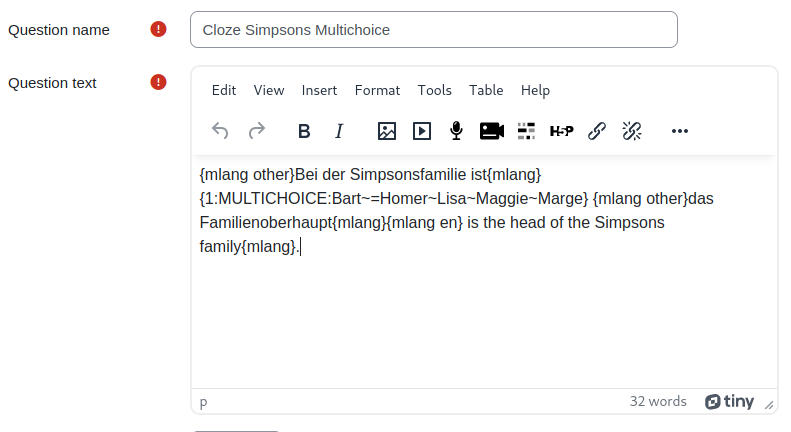 Question name
Cloze Simpsons Multichoice
Question text
Edit View Insert Format Tools Table Help
B I H5P
{mlang other}Bei der Simpsonsfamilie ist{mlang}
{1:MULTICHOICE:Bart~=Homer~Lisa~Maggie~Marge} {mlang other}das
Familienoberhaupt{mlang}{mlang en} is the head of the Simpsons
family{mlang}.
p 32 words tiny